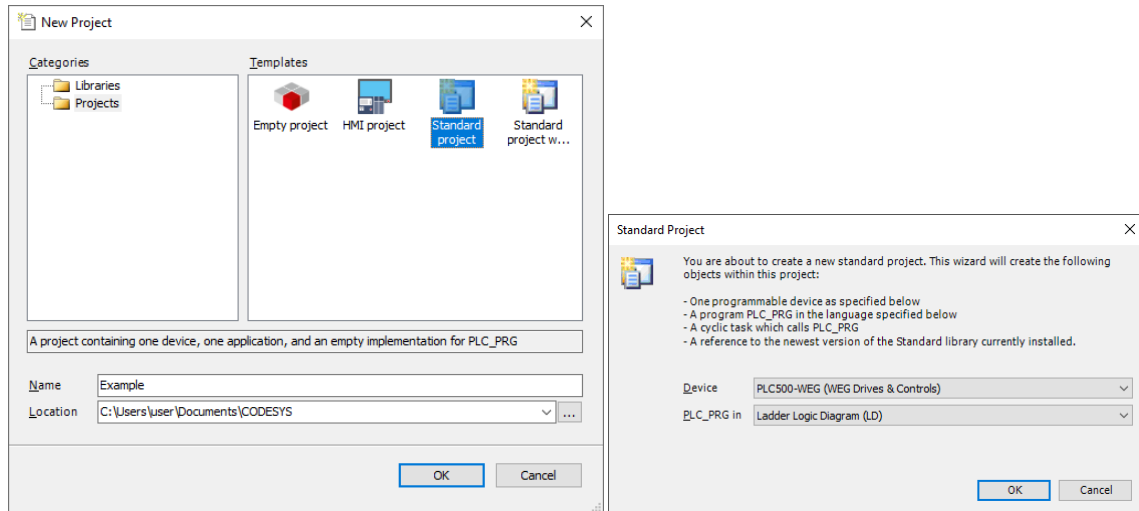 New Project
Categories
Templates
Libraries
Projects
Empty project
HMI project
Standard
project
Standard
project w...
A project containing one device, one application, and an empty implementation for PLC_PRG
Name
Example
Location
C:\Users\user\Documents\CODESYS
...
OK
Cancel
Standard Project
You are about to create a new standard project. This wizard will create the following
objects within this project:
- One programmable device as specified below
- A program PLC_PRG in the language specified below
- A cyclic task which calls PLC_PRG
- A reference to the newest version of the Standard library currently installed.
Device
PLC500-WEG (WEG Drives & Controls)
PLC_PRG in
Ladder Logic Diagram (LD)
OK
Cancel